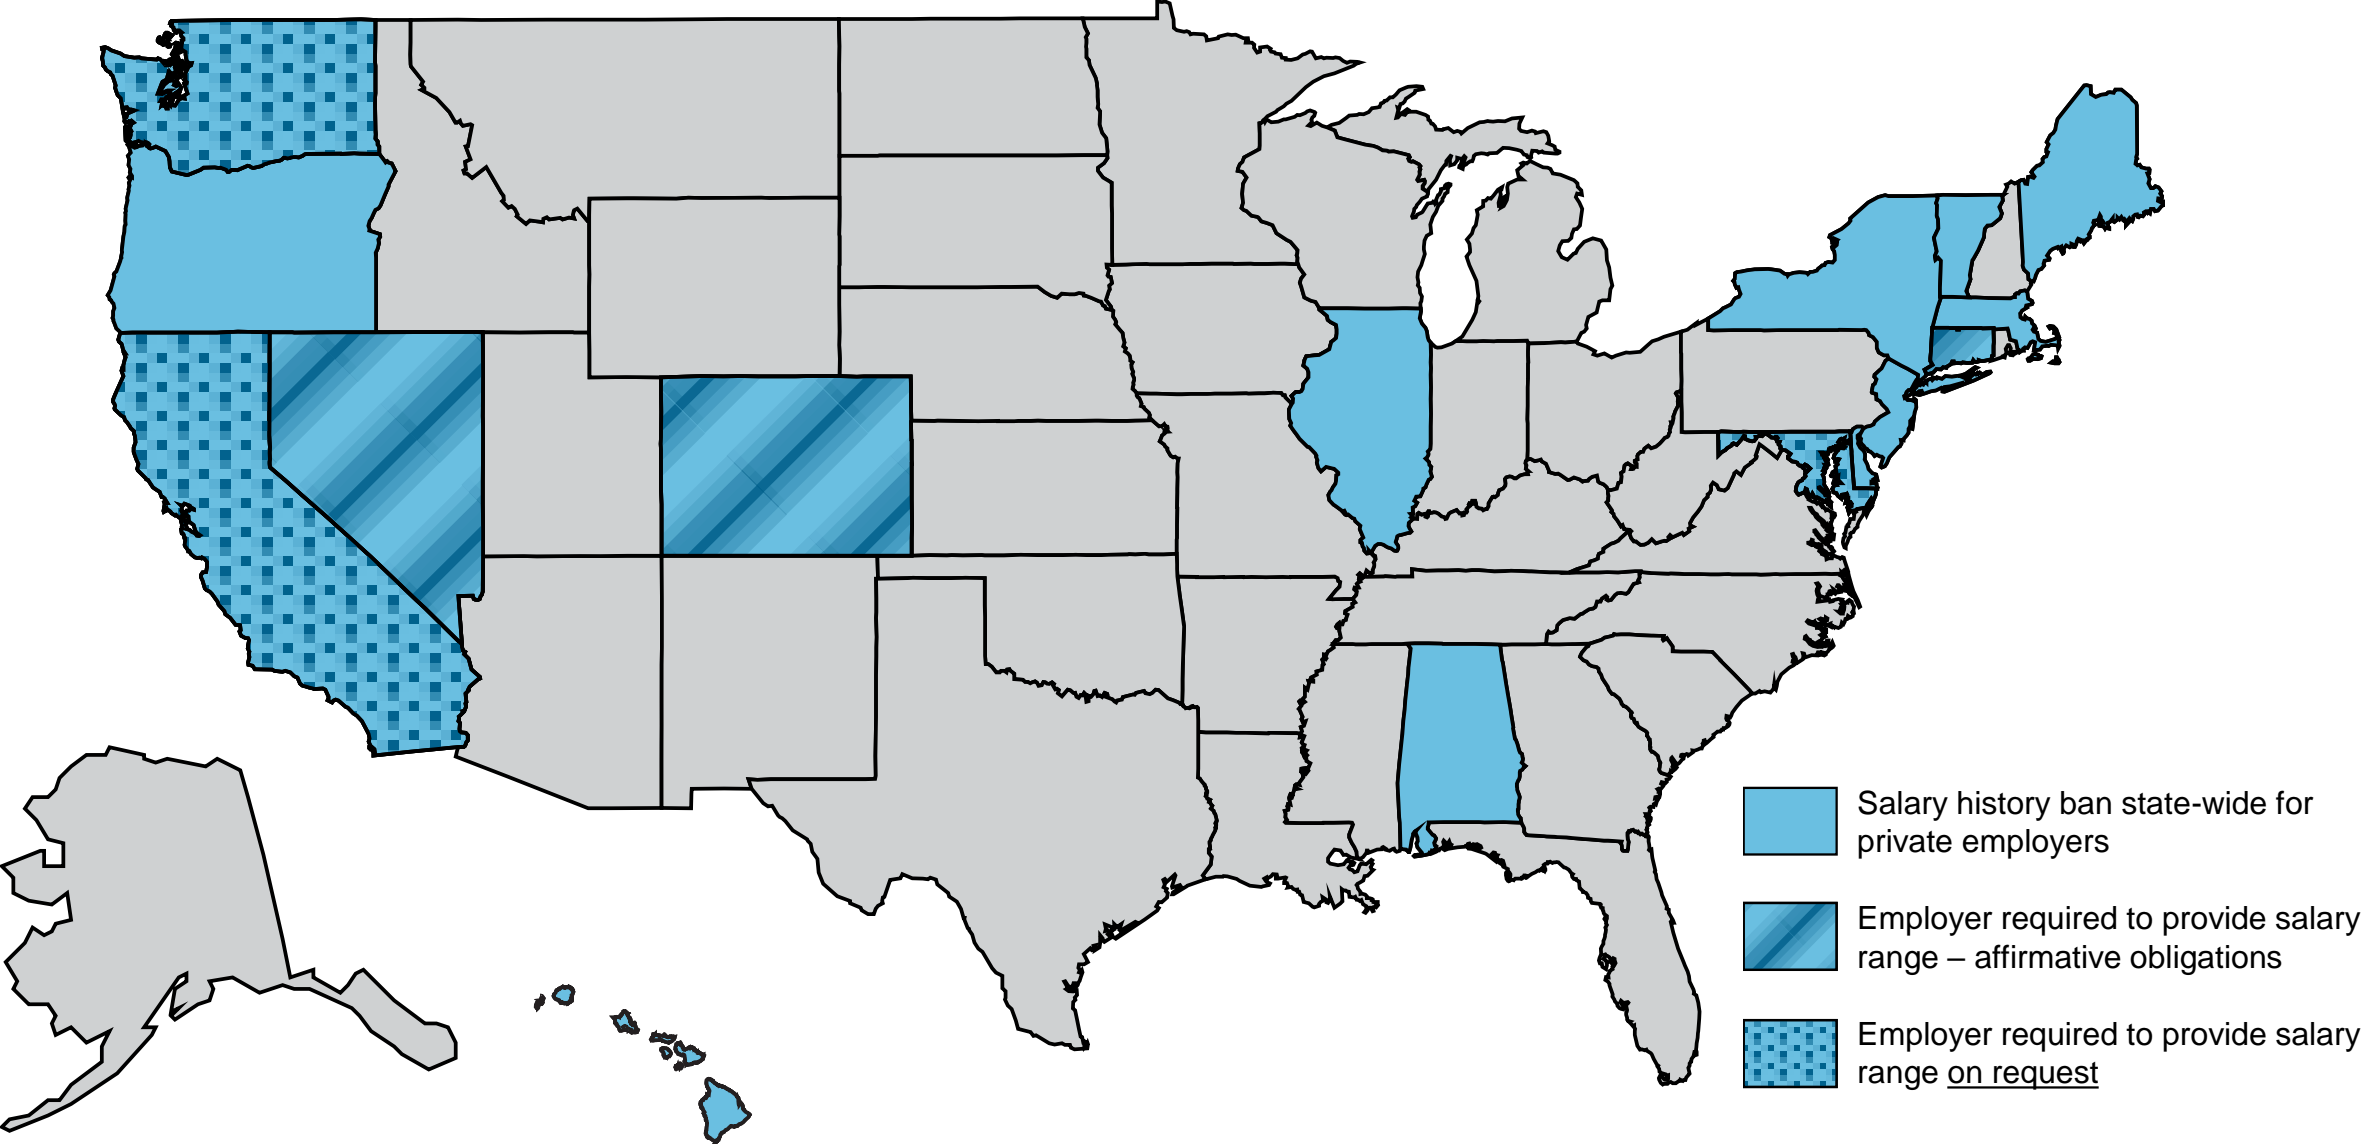 Salary history ban state-wide for
private employers
Employer required to provide salary
range – affirmative obligations
Employer required to provide salary
range on request